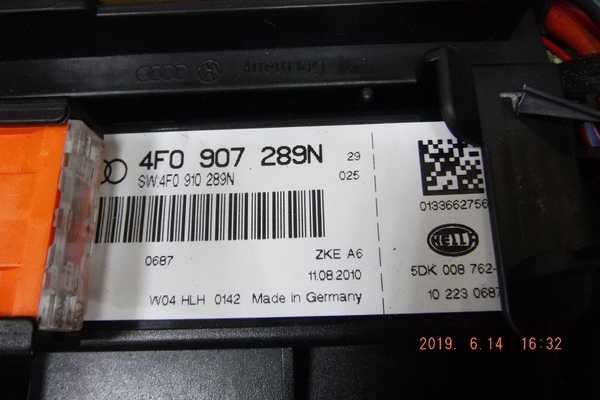 Germany
4F0 907 289N
29
SW:4F0 910 289N
025
0687
ZKE A6
11.08.2010
W04 HLH 0142 Made in Germany
0133662756
HELLA
5DK 008 762-
10 223 0687
2019. 6.14 16:32